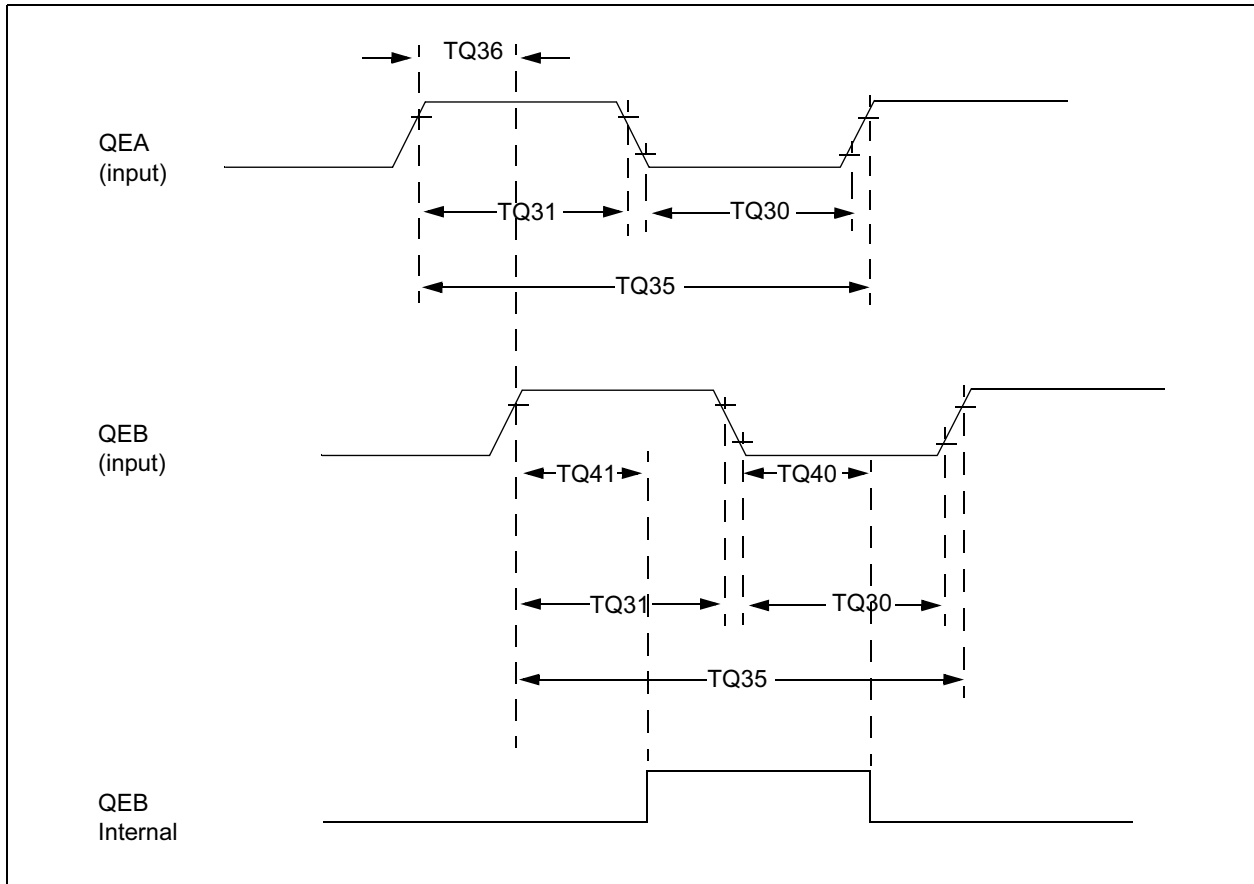 TQ36
QEA
(input)
TQ31
TQ30
TQ35
QEB
(input)
TQ41
TQ40
TQ31
TQ30
TQ35
QEB
Internal